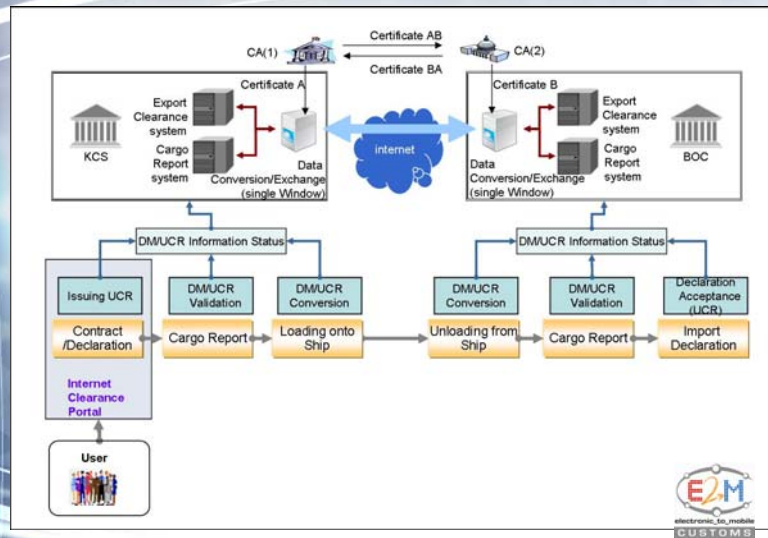 Certificate AB
CA(1)
CA(2)
Certificate BA
Certificate A
Certificate B
Export
Clearance
system
KCS
Cargo
Report
system
Data
Conversion/Exchange
(single Window)
internet
Export
Clearance
system
BOC
Cargo
Report
system
Data
Conversion/Exchange
(single Window)
DM/UCR Information Status
DM/UCR Information Status
Issuing UCR
DM/UCR
Validation
DM/UCR
Conversion
DM/UCR
Conversion
DM/UCR
Validation
Declaration
Acceptance
(UCR)
Contract
/Declaration
Cargo Report
Loading onto
Ship
Unloading from
Ship
Cargo Report
Import
Declaration
Internet
Clearance
Portal
User
E2M
electronic_to_mobile
CUSTOMS